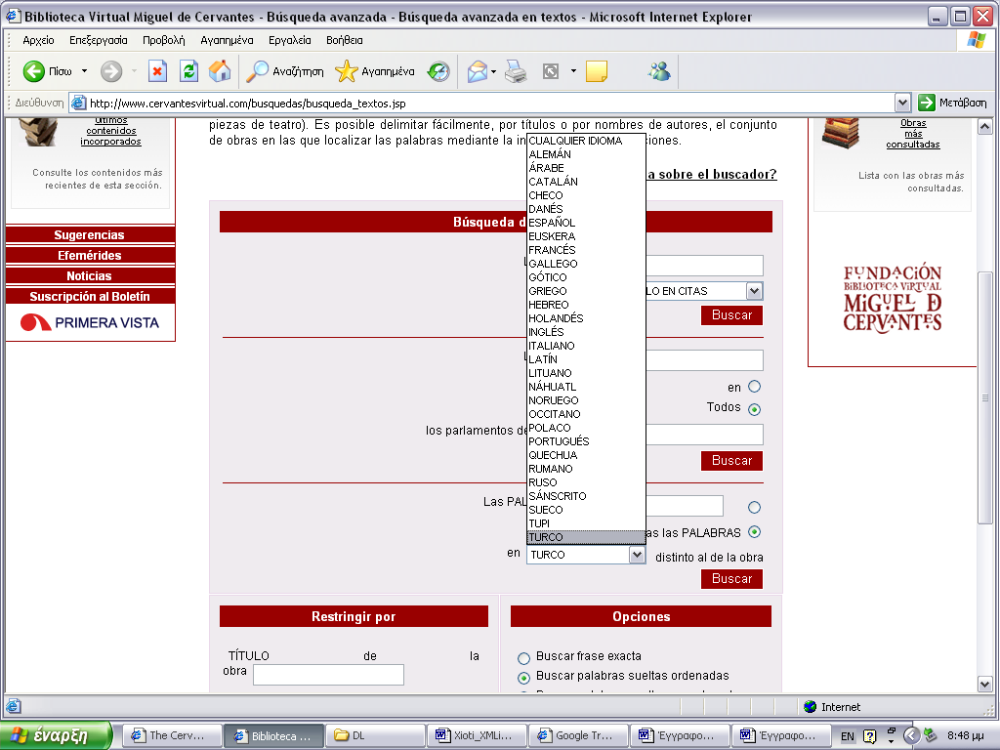 Biblioteca Virtual Miguel de Cervantes - Búsqueda avanzada - Búsqueda avanzada en textos - Microsoft Internet Explorer
Αρχείο Επεξεργασία Προβολή Αγαπημένα Εργαλεία Βοήθεια
Πίσω Αναζήτηση Αγαπημένα
Διεύθυνση http://www.cervantesvirtual.com/busquedas/busqueda_textos.jsp Μετάβαση
Últimos
contenidos
incorporados
Consulte los contenidos más
recientes de esta sección.
Sugerencias
Efemérides
Noticias
Suscripción al Boletín
PRIMERA VISTA
piezas de teatro). Es posible delimitar fácilmente, por títulos o por nombres de autores, el conjunto
de obras en las que localizar las palabras mediante la in ciones.
a sobre el buscador?
Búsqueda d
LO EN CITAS
Buscar
en
Todos
los parlamentos de
Buscar
Las PAL
as las PALABRAS
en TURCO distinto al de la obra
Buscar
CUALQUIER IDIOMA
ALEMÁN
ÁRABE
CATALÁN
CHECO
DANÉS
ESPAÑOL
EUSKERA
FRANCÉS
GALLEGO
GÓTICO
GRIEGO
HEBREO
HOLANDÉS
INGLÉS
ITALIANO
LATÍN
LITUANO
NÁHUATL
NORUEGO
OCCITANO
POLACO
PORTUGUÉS
QUECHUA
RUMANO
RUSO
SÁNSCRITO
SUECO
TUPI
TURCO
Restringir por
TÍTULO de la
obra
Opciones
Buscar frase exacta
Buscar palabras sueltas ordenadas
Obras
más
consultadas
Lista con las obras más
consultadas.
FUNDACIÓN
BIBLIOTECA VIRTUAL
MIGUEL D
CERVANTES
Internet
έναρξη The Cerv... Biblioteca ... DL Xioti_XMLi... Google Tr... Έγγραφο... Έγγραφο... EN 8:48 μμ